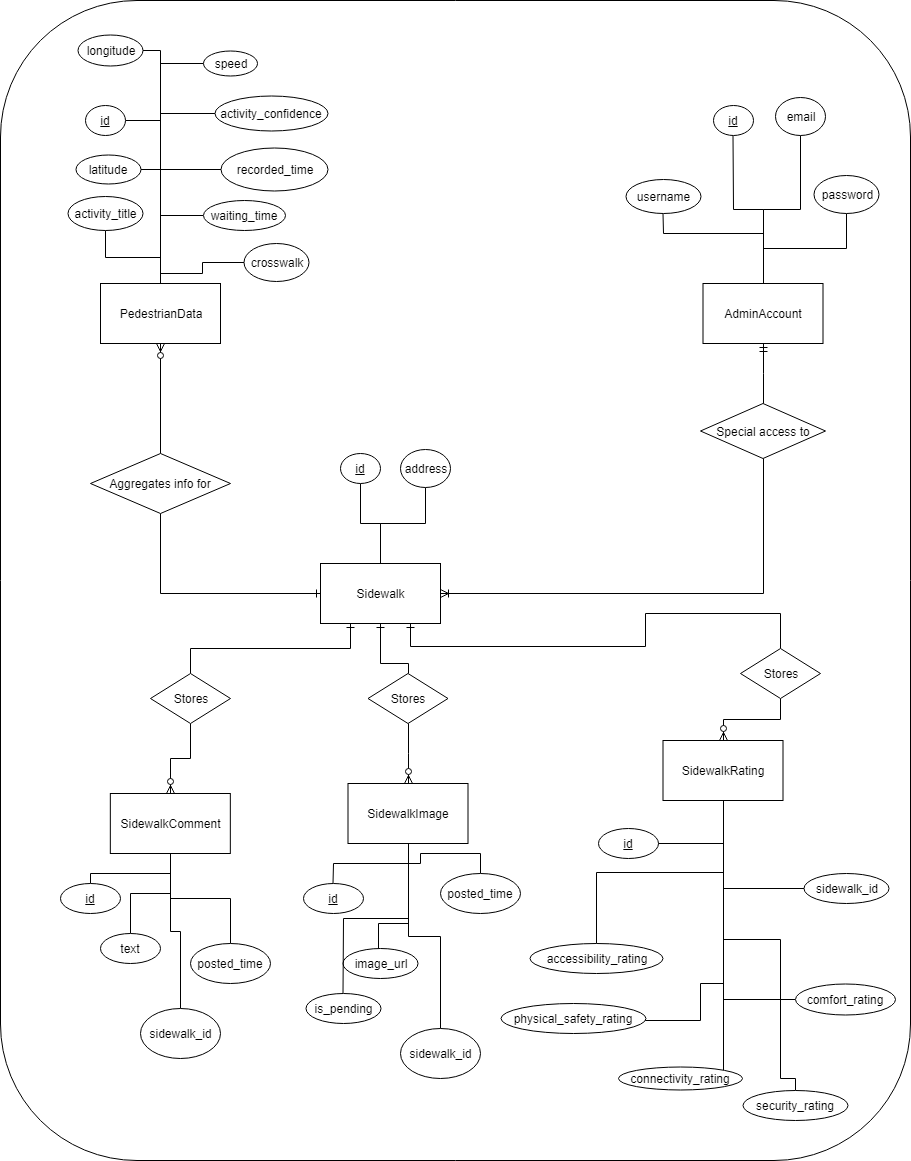 longitude
speed
id
activity_confidence
latitude
recorded_time
activity_title
waiting_time
crosswalk
PedestrianData
id
email
username
password
AdminAccount
Special access to
Aggregates info for
id
address
Sidewalk
Stores
Stores
Stores
SidewalkComment
SidewalkImage
SidewalkRating
id
text
posted_time
sidewalk_id
id
posted_time
image_url
is_pending
sidewalk_id
id
sidewalk_id
accessibility_rating
comfort_rating
physical_safety_rating
connectivity_rating
security_rating